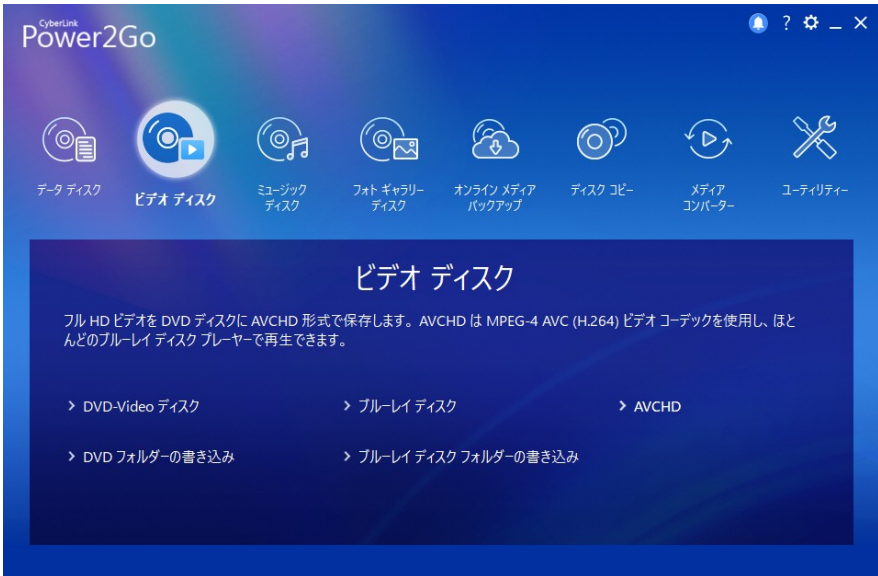 CyberLink
Power2Go
?
データ ディスク
ビデオ ディスク
ミュージック
ディスク
フォト ギャラリー
ディスク
オンライン メディア
バックアップ
ディスク コピー
メディア
コンバーター
ユーティリティー
ビデオ ディスク
フル HD ビデオを DVD ディスクに AVCHD 形式で保存します。AVCHD は MPEG-4 AVC (H.264) ビデオ コーデックを使用し、ほと
んどのブルーレイ ディスク プレーヤーで再生できます。
DVD-Video ディスク
ブルーレイ ディスク
AVCHD
DVD フォルダーの書き込み
ブルーレイ ディスク フォルダーの書き込み